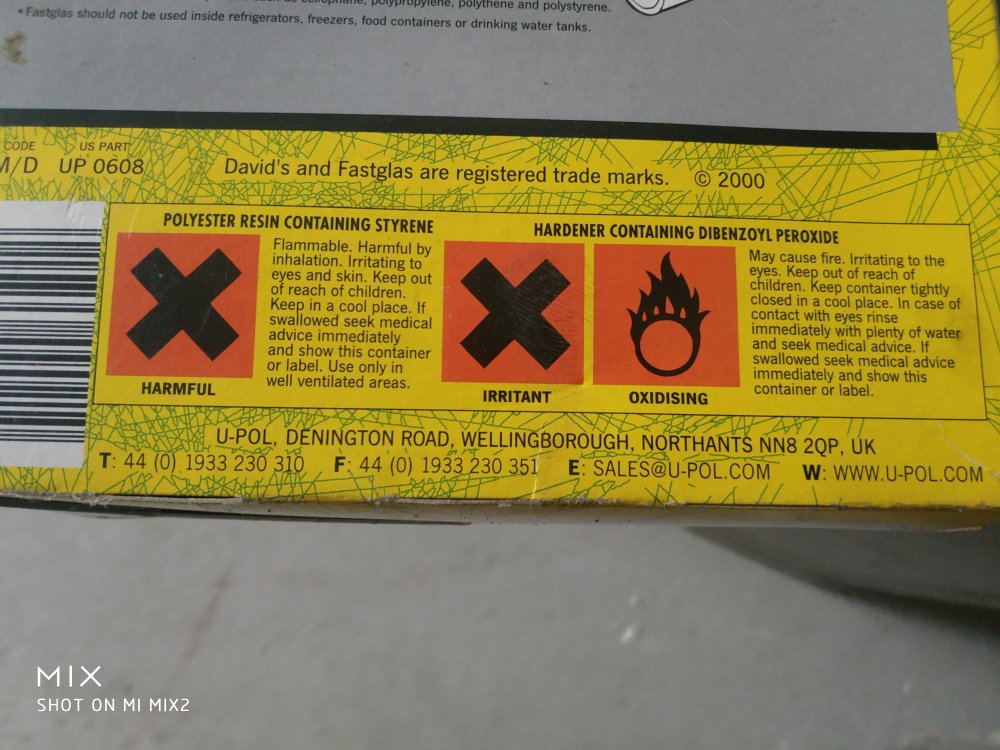 cellophane, polypropylene, polythene and polystyrene.
• Fastglas should not be used inside refrigerators, freezers, food containers or drinking water tanks.
CODE US PART
M/D UP 0608
David's and Fastglas are registered trade marks. © 2000
POLYESTER RESIN CONTAINING STYRENE
Flammable. Harmful by
inhalation. Irritating to
eyes and skin. Keep out
of reach of children.
Keep in a cool place. If
swallowed seek medical
advice immediately
and show this container
or label. Use only in
well ventilated areas.
HARMFUL
HARDENER CONTAINING DIBENZOYL PEROXIDE
May cause fire. Irritating to the
eyes. Keep out of reach of
children. Keep container tightly
closed in a cool place. In case of
contact with eyes rinse
immediately with plenty of water
and seek medical advice. If
swallowed seek medical advice
immediately and show this
container or label.
IRRITANT
OXIDISING
U-POL, DENINGTON ROAD, WELLINGBOROUGH, NORTHANTS NN8 2QP, UK
T: 44 (0) 1933 230 310 F: 44 (0) 1933 230 351 E: SALES@U-POL.COM W: WWW.U-POL.COM
MIX
SHOT ON MI MIX2